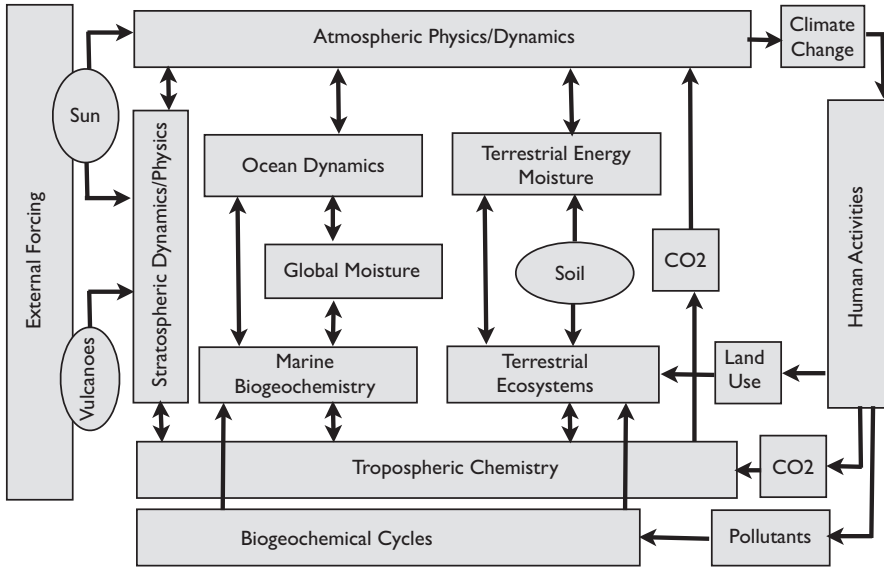 Atmospheric Physics/Dynamics
Climate
Change
Sun
External Forcing
Stratospheric Dynamics/Physics
Ocean Dynamics
Terrestrial Energy
Moisture
Global Moisture
Soil
CO2
Human Activities
Vulcanoes
Marine
Biogeochemistry
Terrestrial
Ecosystems
Land
Use
Tropospheric Chemistry
CO2
Biogeochemical Cycles
Pollutants